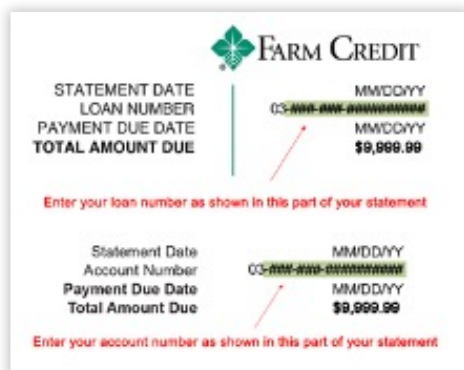 FARM CREDIT
STATEMENT DATE MM/DD/YY
LOAN NUMBER 03-###-###-##########
PAYMENT DUE DATE MM/DD/YY
TOTAL AMOUNT DUE $9,999.99
Enter your loan number as shown in this part of your statement
Statement Date MM/DD/YY
Account Number 03-###-###-##########
Payment Due Date MM/DD/YY
Total Amount Due $9,999.99
Enter your account number as shown in this part of your statement